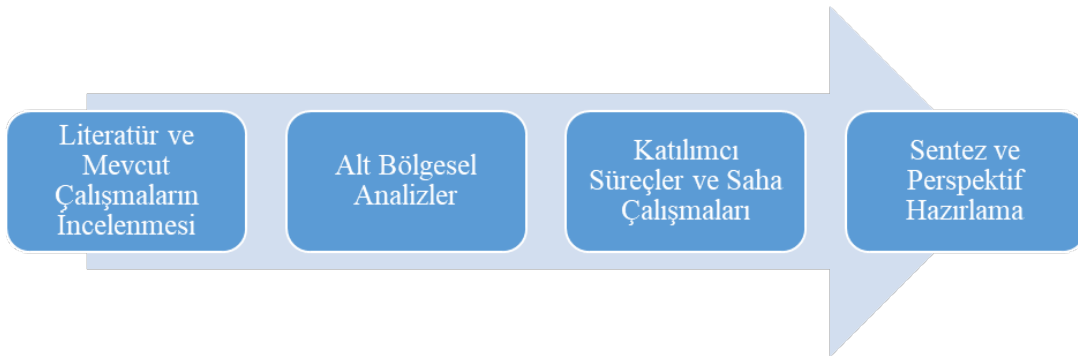 Literatür ve
Mevcut
Çalışmaların
İncelenmesi
Alt Bölgesel
Analizler
Katılımcı
Süreçler ve Saha
Çalışmaları
Sentez ve
Perspektif
Hazırlama